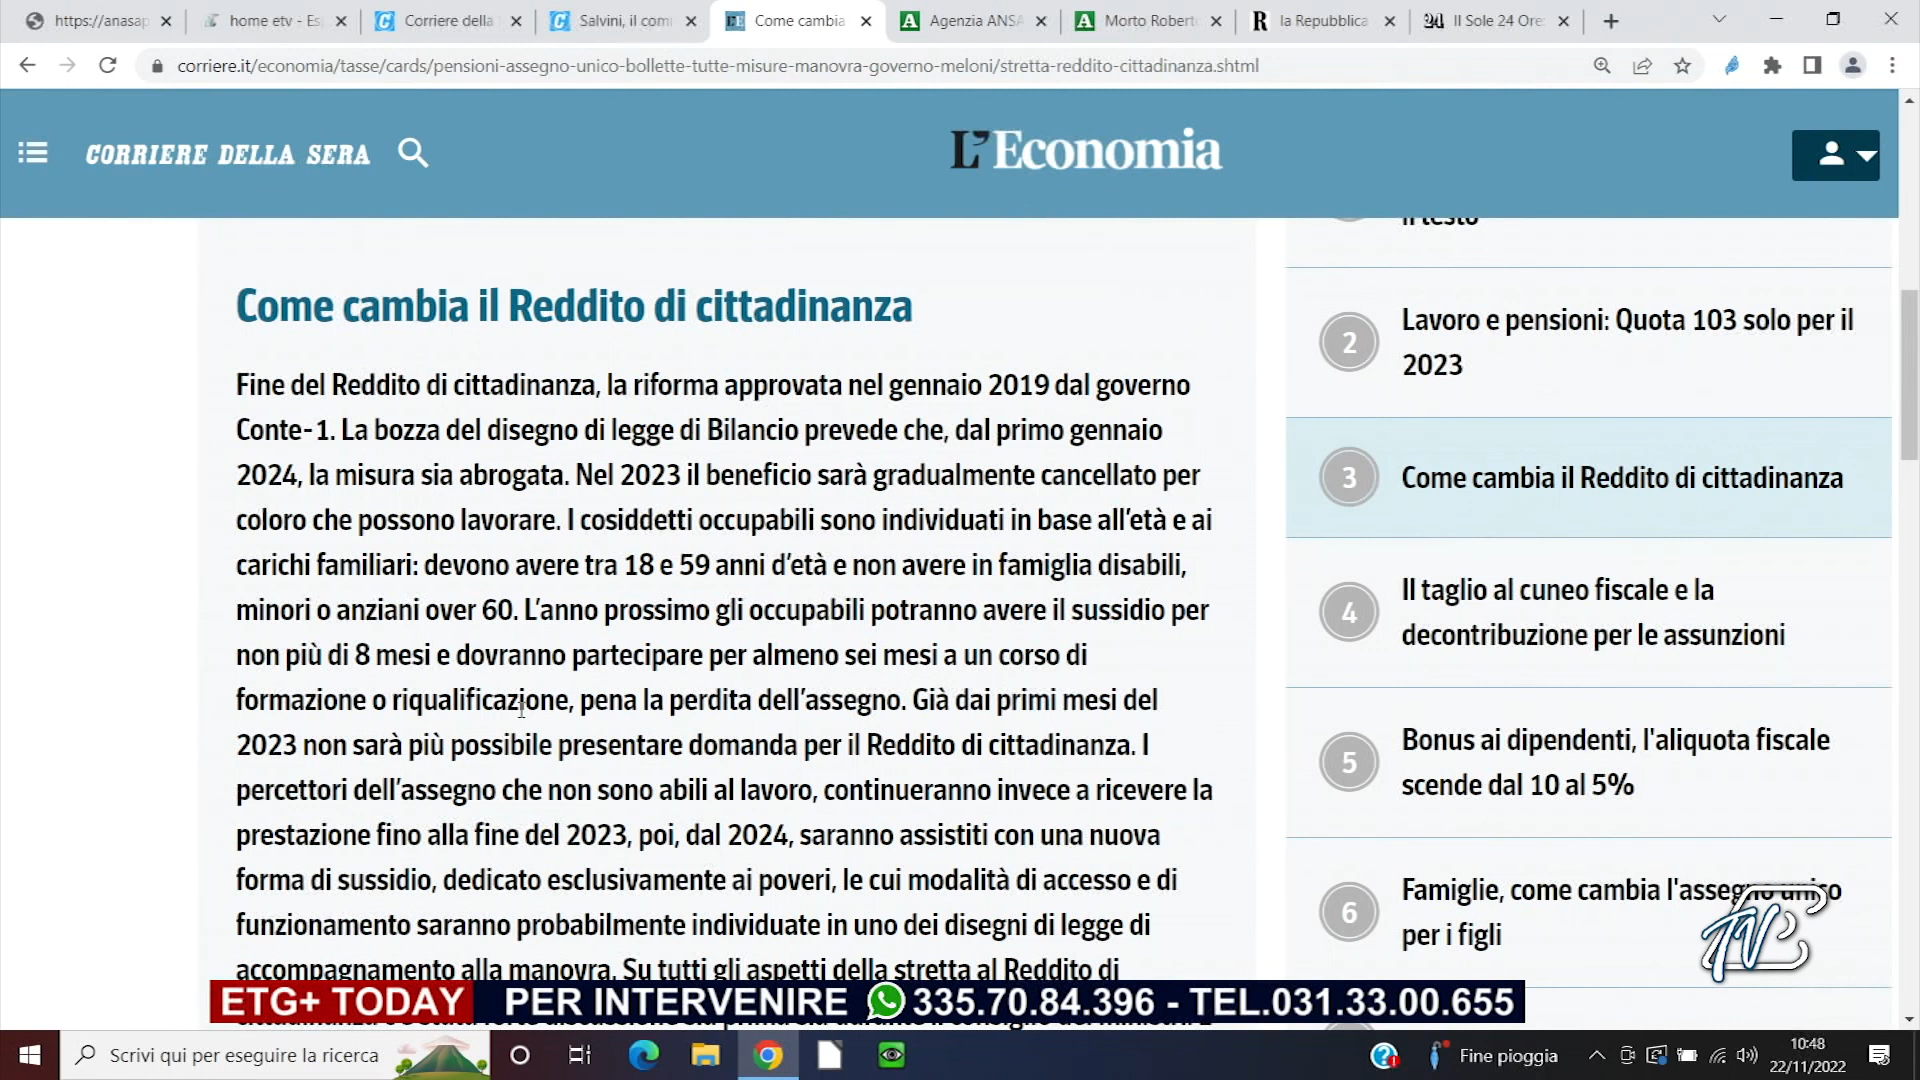 https://anasap
home etv - Es
Corriere della
Salvini, il com
Come cambia
Agenzia ANSA
Morto Roberto
la Repubblica
Il Sole 24 Ore
corriere.it/economia/tasse/cards/pensioni-assegno-unico-bollette-tutte-misure-manovra-governo-meloni/stretta-reddito-cittadinanza.shtml
CORRIERE DELLA SERA
L'Economia
Come cambia il Reddito di cittadinanza
Fine del Reddito di cittadinanza, la riforma approvata nel gennaio 2019 dal governo
Conte-1. La bozza del disegno di legge di Bilancio prevede che, dal primo gennaio
2024, la misura sia abrogata. Nel 2023 il beneficio sarà gradualmente cancellato per
coloro che possono lavorare. I cosiddetti occupabili sono individuati in base all’età e ai
carichi familiari: devono avere tra 18 e 59 anni d’età e non avere in famiglia disabili,
minori o anziani over 60. L’anno prossimo gli occupabili potranno avere il sussidio per
non più di 8 mesi e dovranno partecipare per almeno sei mesi a un corso di
formazione o riqualificazione, pena la perdita dell’assegno. Già dai primi mesi del
2023 non sarà più possibile presentare domanda per il Reddito di cittadinanza. I
percettori dell’assegno che non sono abili al lavoro, continueranno invece a ricevere la
prestazione fino alla fine del 2023, poi, dal 2024, saranno assistiti con una nuova
forma di sussidio, dedicato esclusivamente ai poveri, le cui modalità di accesso e di
funzionamento saranno probabilmente individuate in uno dei disegni di legge di
accompagnamento alla manovra. Su tutti gli aspetti della stretta al Reddito di
il testo
2
Lavoro e pensioni: Quota 103 solo per il
2023
3
Come cambia il Reddito di cittadinanza
4
Il taglio al cuneo fiscale e la
decontribuzione per le assunzioni
5
Bonus ai dipendenti, l'aliquota fiscale
scende dal 10 al 5%
6
Famiglie, come cambia l'assegno unico
per i figli
ETG+ TODAY
PER INTERVENIRE 335.70.84.396 - TEL.031.33.00.655
Scrivi qui per eseguire la ricerca
Fine pioggia
10:48
22/11/2022